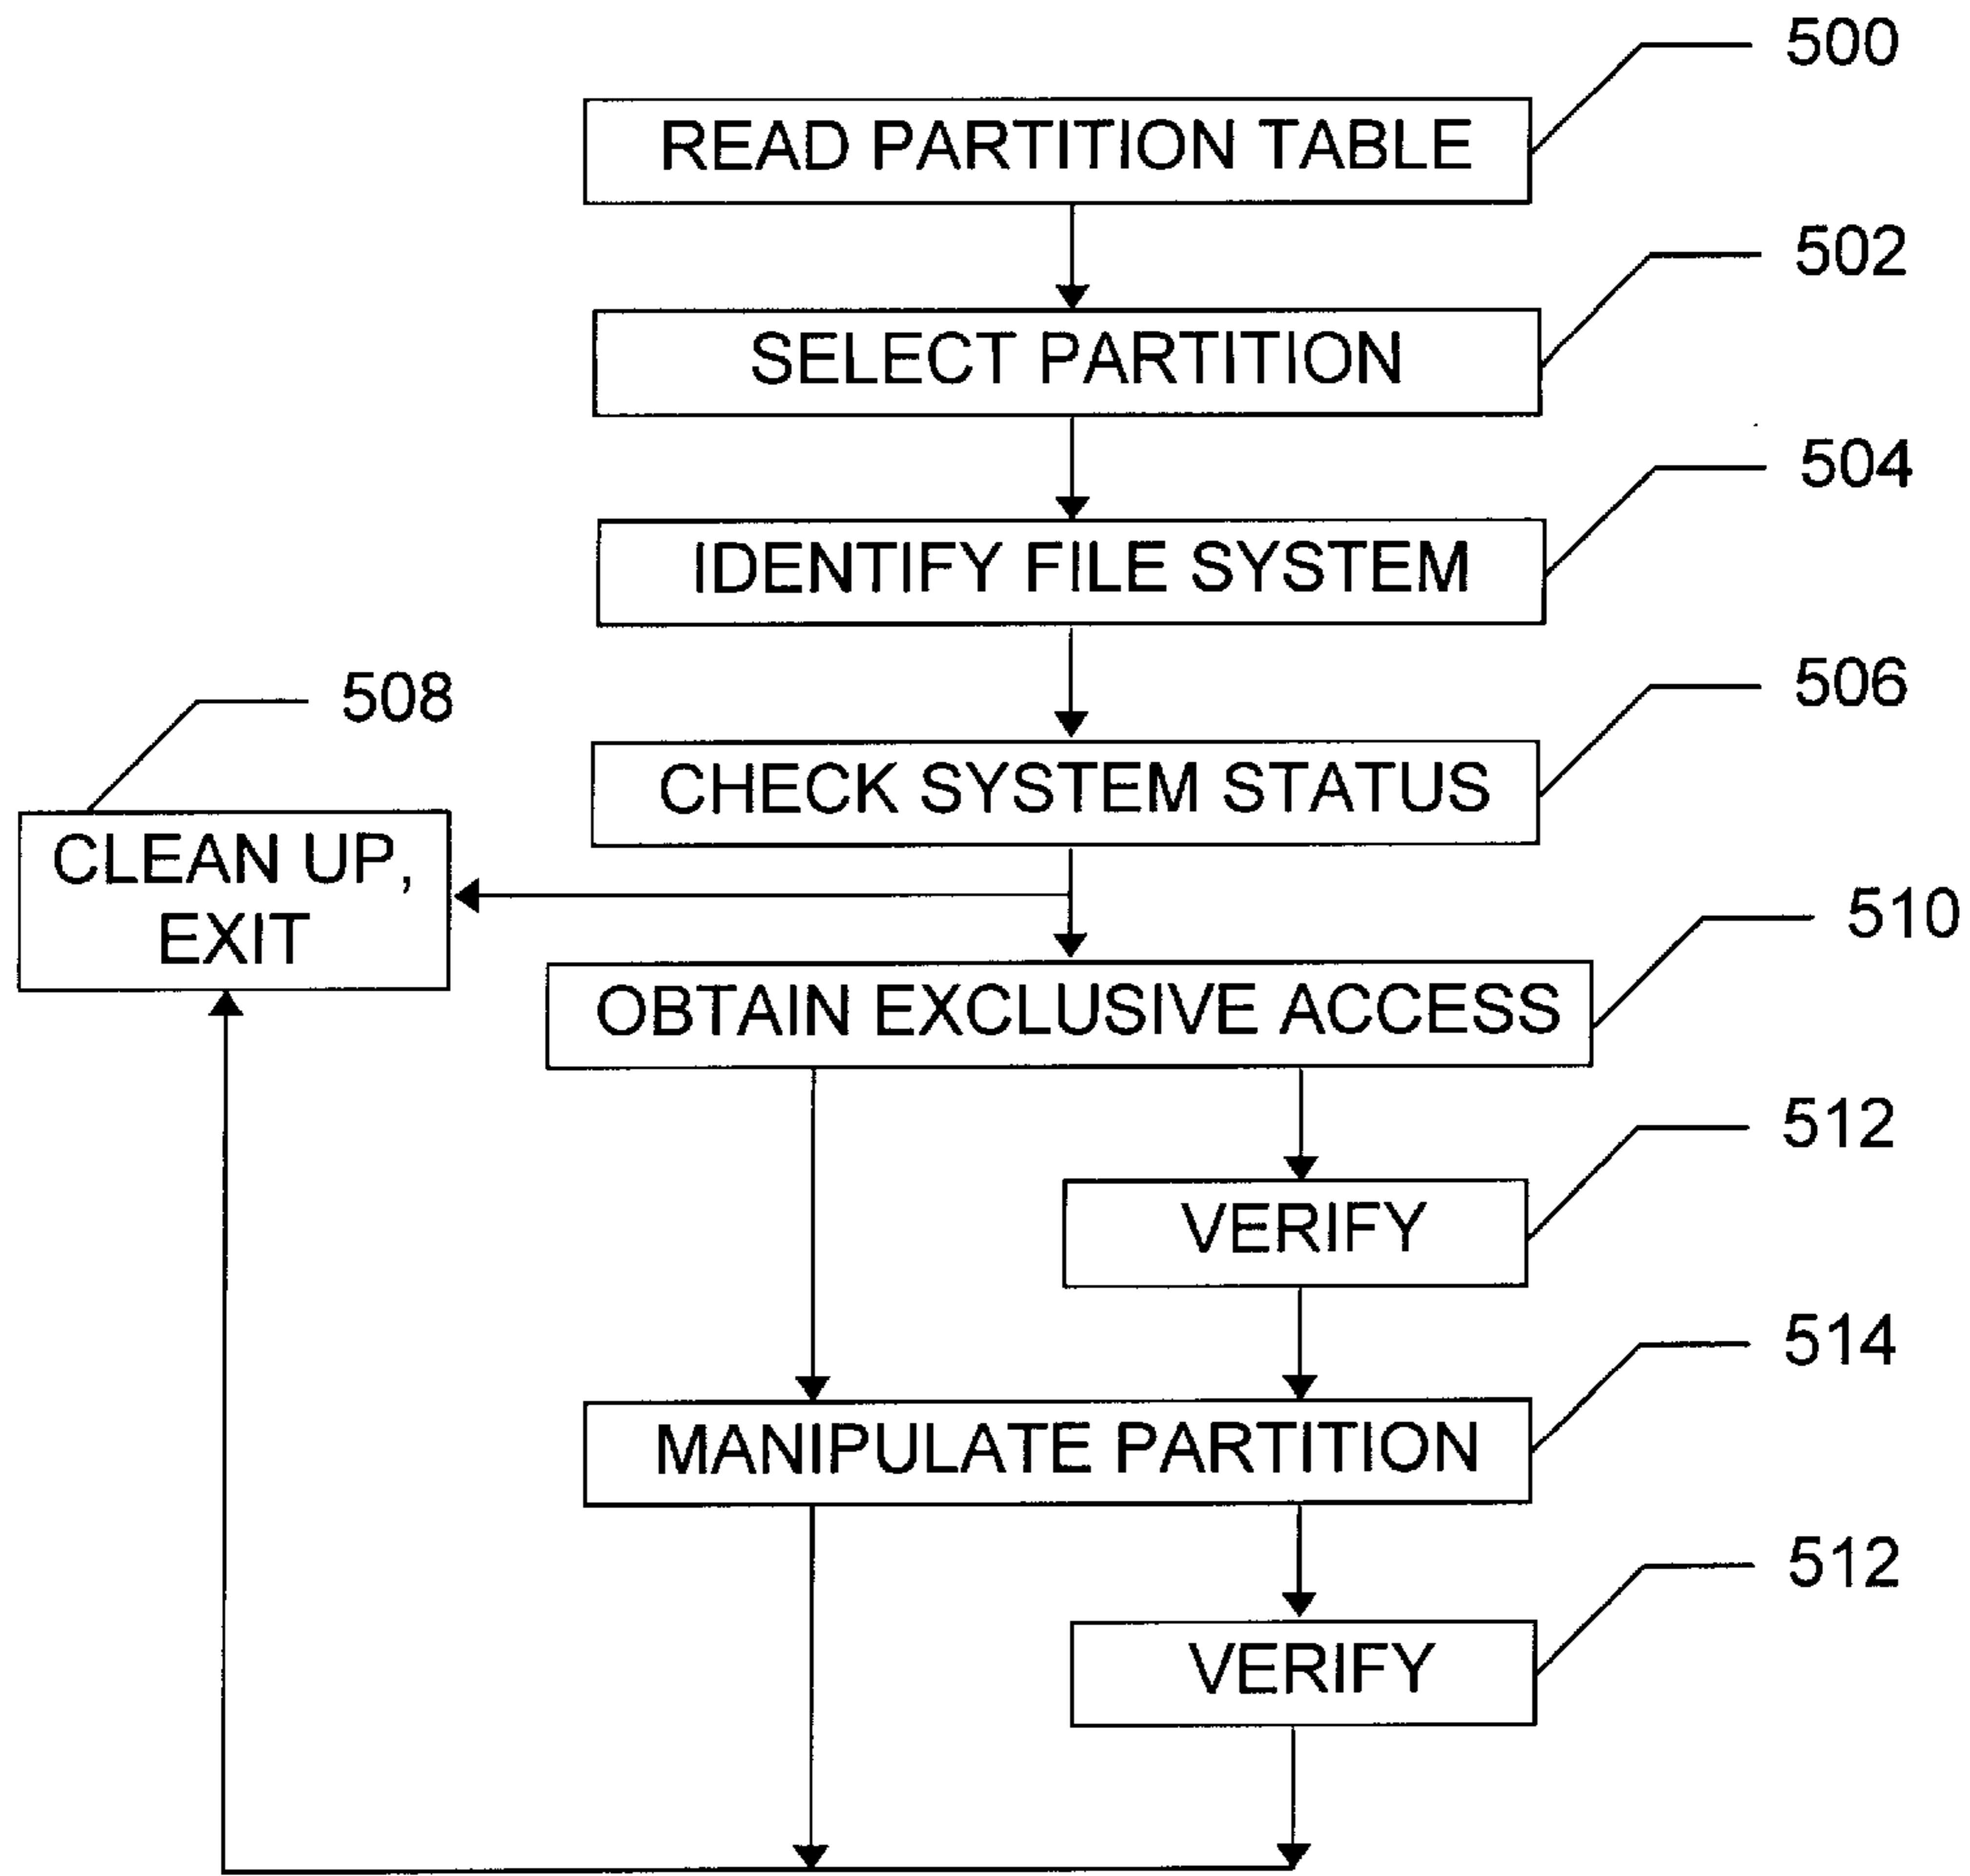 500
READ PARTITION TABLE
502
SELECT PARTITION
504
IDENTIFY FILE SYSTEM
506
508
CHECK SYSTEM STATUS
CLEAN UP,
EXIT
510
OBTAIN EXCLUSIVE ACCESS
512
VERIFY
514
MANIPULATE PARTITION
512
VERIFY